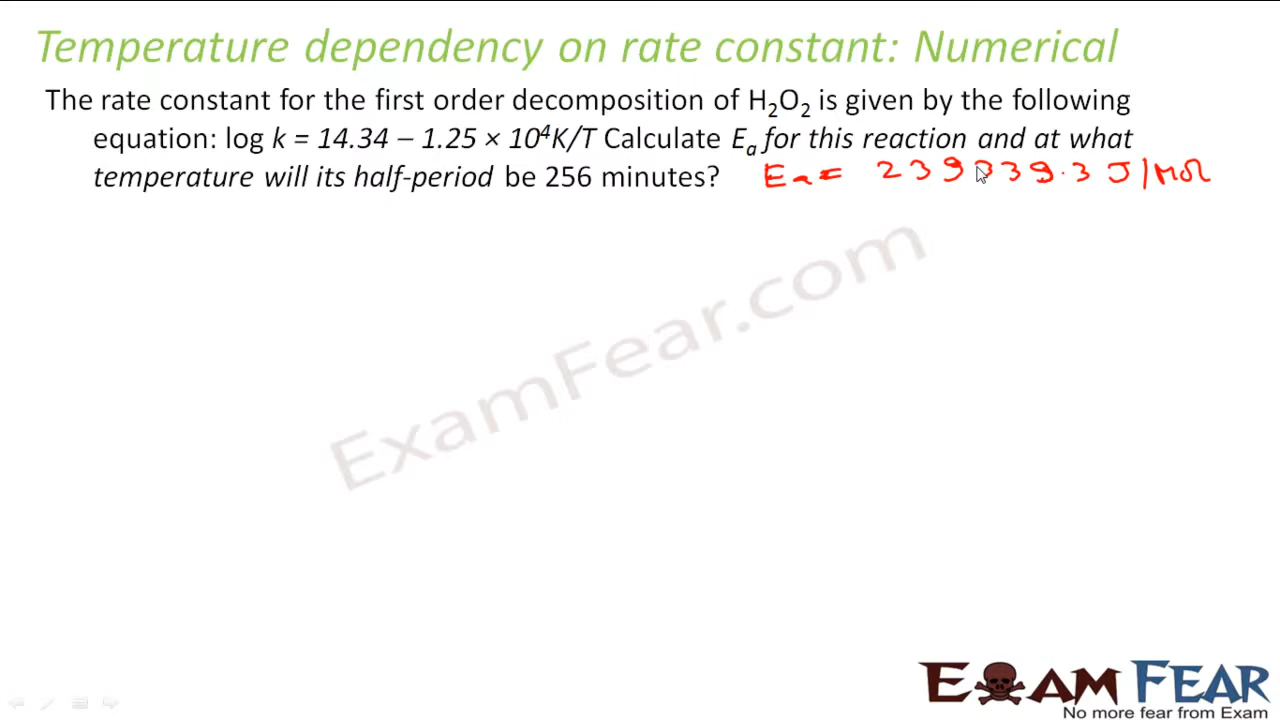 Temperature dependency on rate constant: Numerical
The rate constant for the first order decomposition of H₂O₂ is given by the following
equation: log k = 14.34 – 1.25 × 10⁴K/T Calculate Eₐ for this reaction and at what
temperature will its half-period be 256 minutes? Ea = 239339.3 J/Mol
ExamFear.com
EXAM FEAR
No more fear from Exam